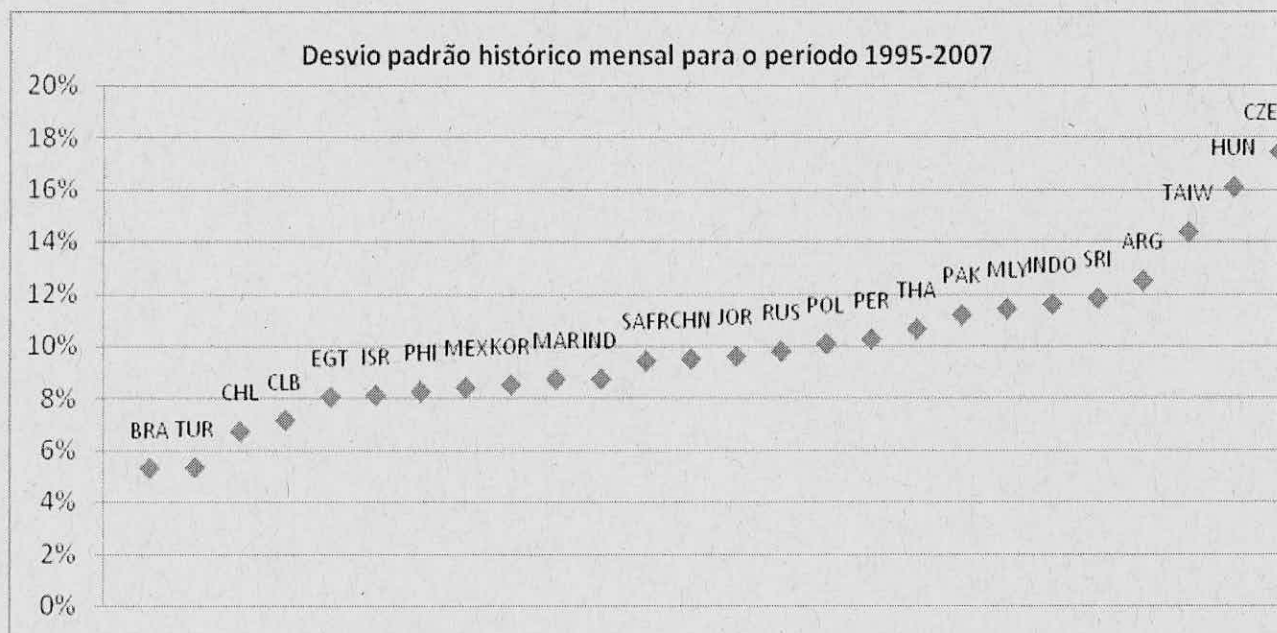 Desvio padrão histórico mensal para o período 1995-2007
20%
18%
16%
14%
12%
10%
8%
6%
4%
2%
0%
BRA TUR
CHL
CLB
EGT
ISR
PHI
MEXKOR
MARIND
SAFRCHN JOR
RUS
POL
PER
THA
PAK
MLYINDO
SRI
ARG
TAIW
HUN
CZE